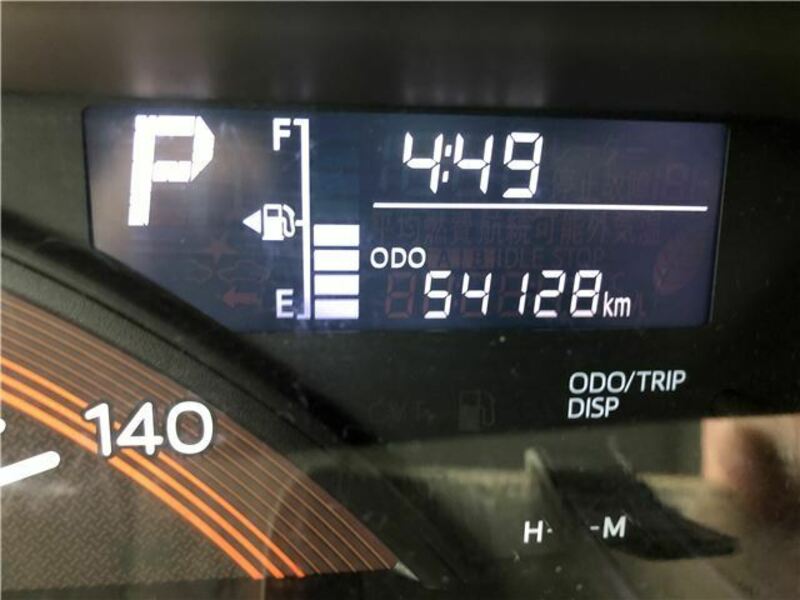 P
F
4:49
ODO
54128km
E
ODO/TRIP
DISP
140
H- -M